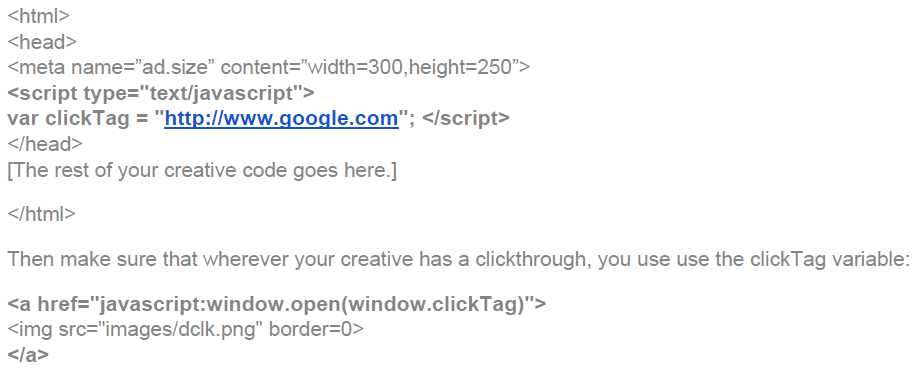 <html>
<head>
<meta name=”ad.size” content=”width=300,height=250”>
<script type="text/javascript">
var clickTag = "http://www.google.com"; </script>
</head>
[The rest of your creative code goes here.]
</html>
Then make sure that wherever your creative has a clickthrough, you use use the clickTag variable:
<a href="javascript:window.open(window.clickTag)">
<img src="images/dclk.png" border=0>
</a>